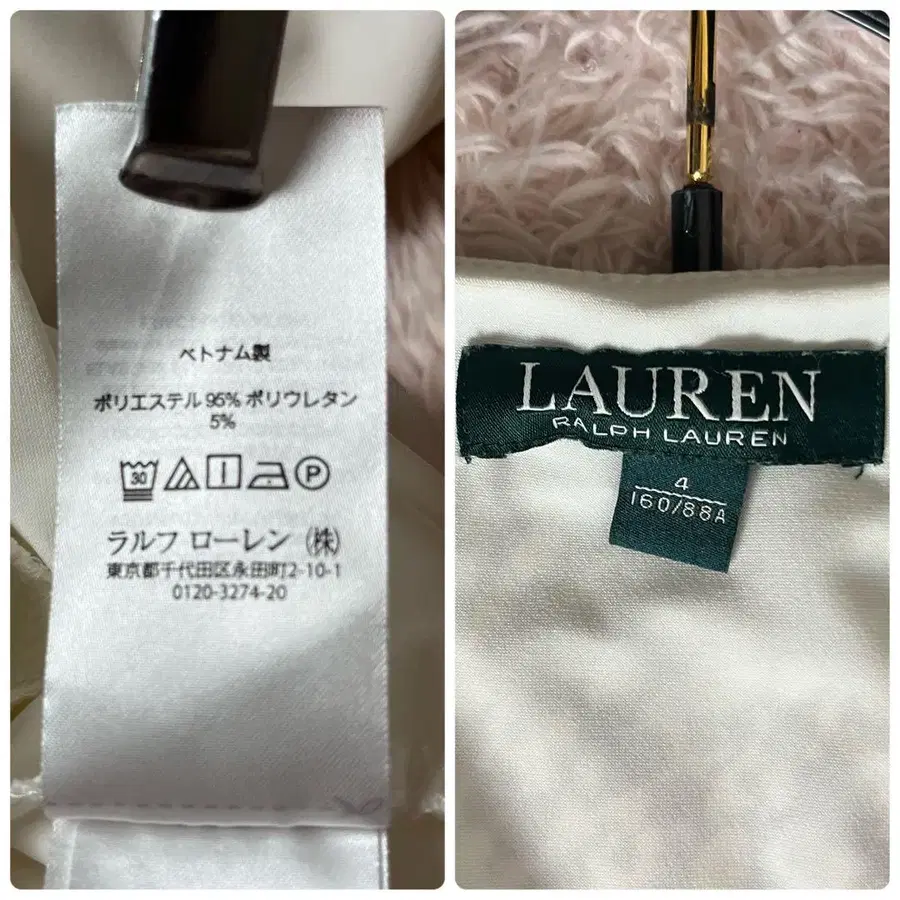 ベトナム製
ポリエステル 95% ポリウレタン
5%
30 P
ラルフ ローレン (株)
東京都千代田区永田町2-10-1
0120-3274-20
LAUREN
RALPH LAUREN
4
160/88A